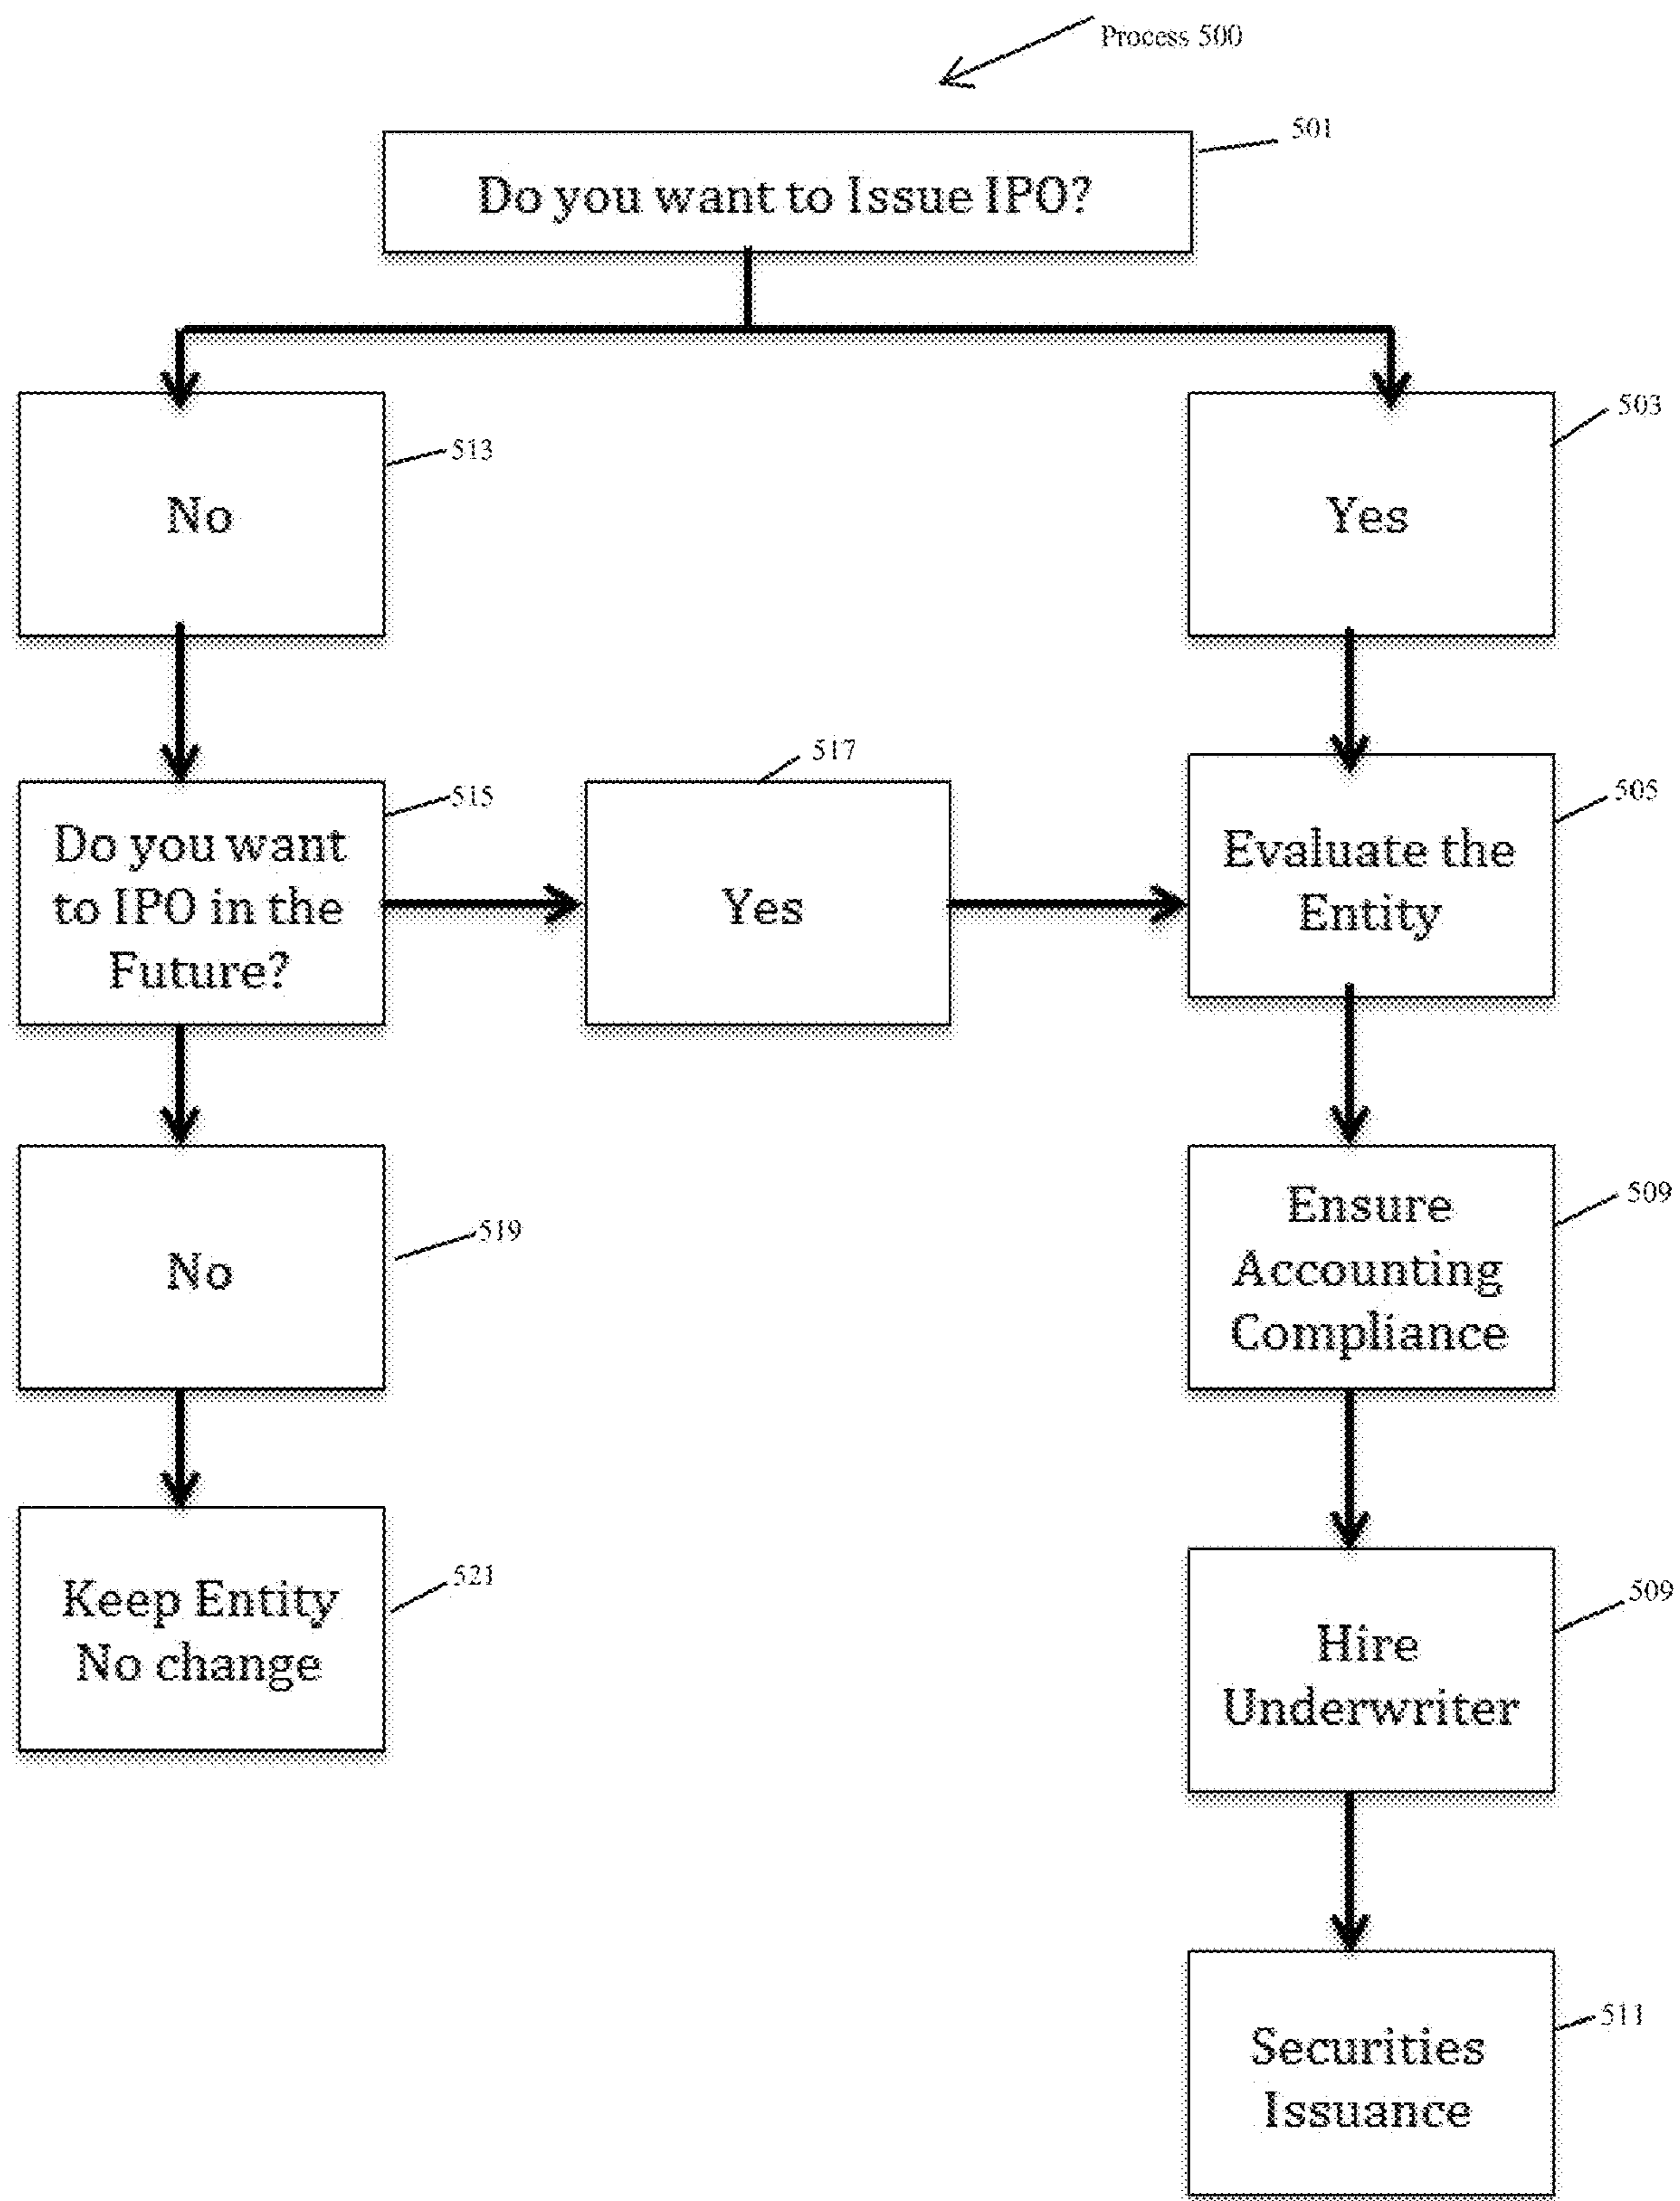 Process 500
501
Do you want to Issue IPO?
513
No
503
Yes
515
Do you want
to IPO in the
Future?
517
Yes
505
Evaluate the
Entity
519
No
509
Ensure
Accounting
Compliance
521
Keep Entity
No change
509
Hire
Underwriter
511
Securities
Issuance